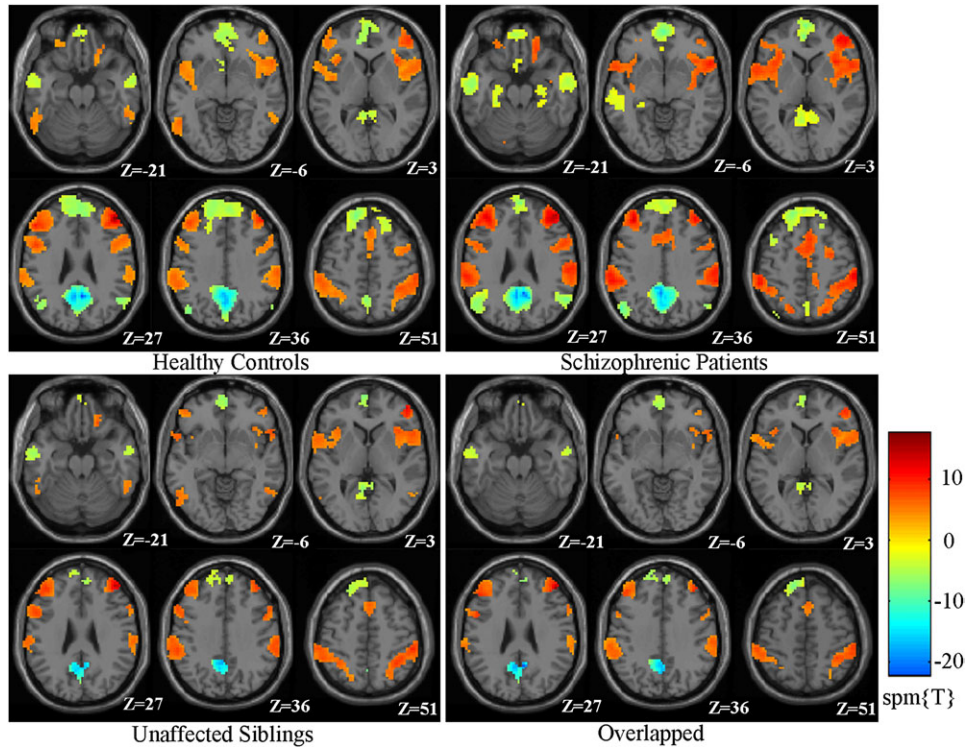 Z=-21 Z=-6 Z=3
Z=27 Z=36 Z=51
Healthy Controls
Z=-21 Z=-6 Z=3
Z=27 Z=36 Z=51
Schizophrenic Patients
Z=-21 Z=-6 Z=3
Z=27 Z=36 Z=51
Unaffected Siblings
Z=-21 Z=-6 Z=3
Z=27 Z=36 Z=51
Overlapped
10
0
-10
-20
spm{T}